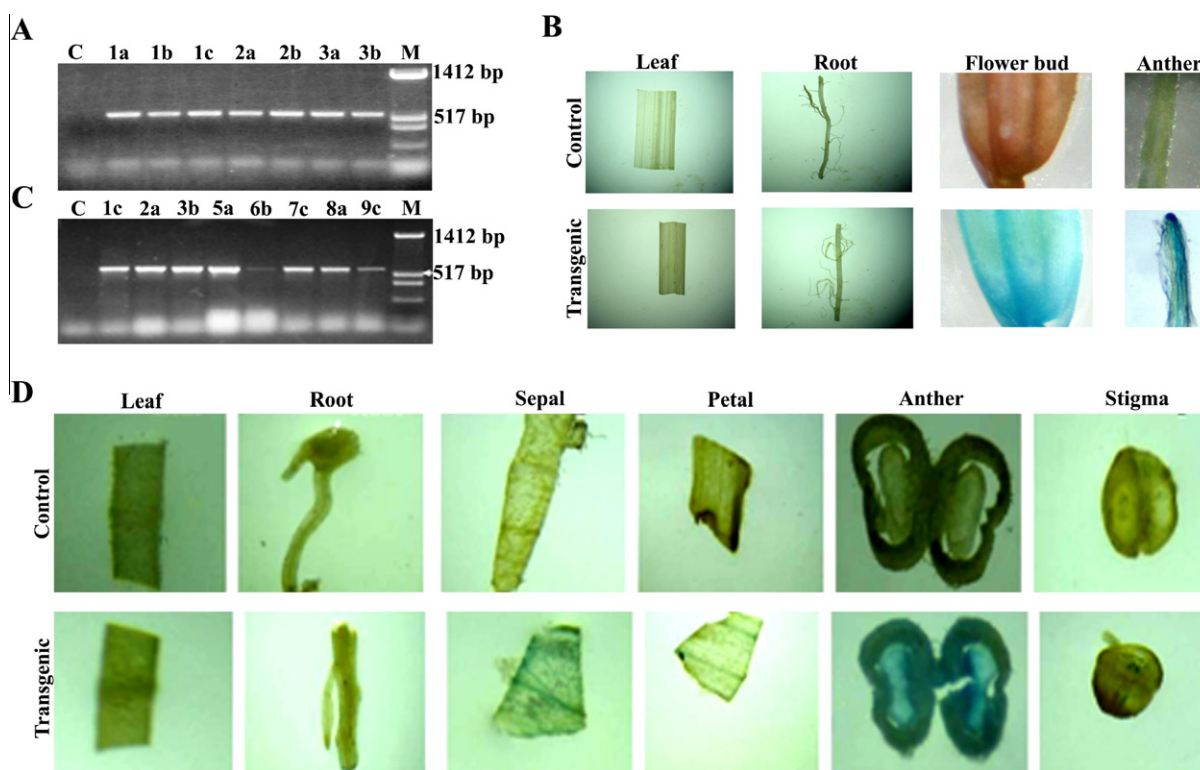 A
C 1a 1b 1c 2a 2b 3a 3b M
1412 bp
517 bp
C
C 1c 2a 3b 5a 6b 7c 8a 9c M
1412 bp
517 bp
B
Leaf Root Flower bud Anther
Control
Transgenic
D
Leaf Root Sepal Petal Anther Stigma
Control
Transgenic